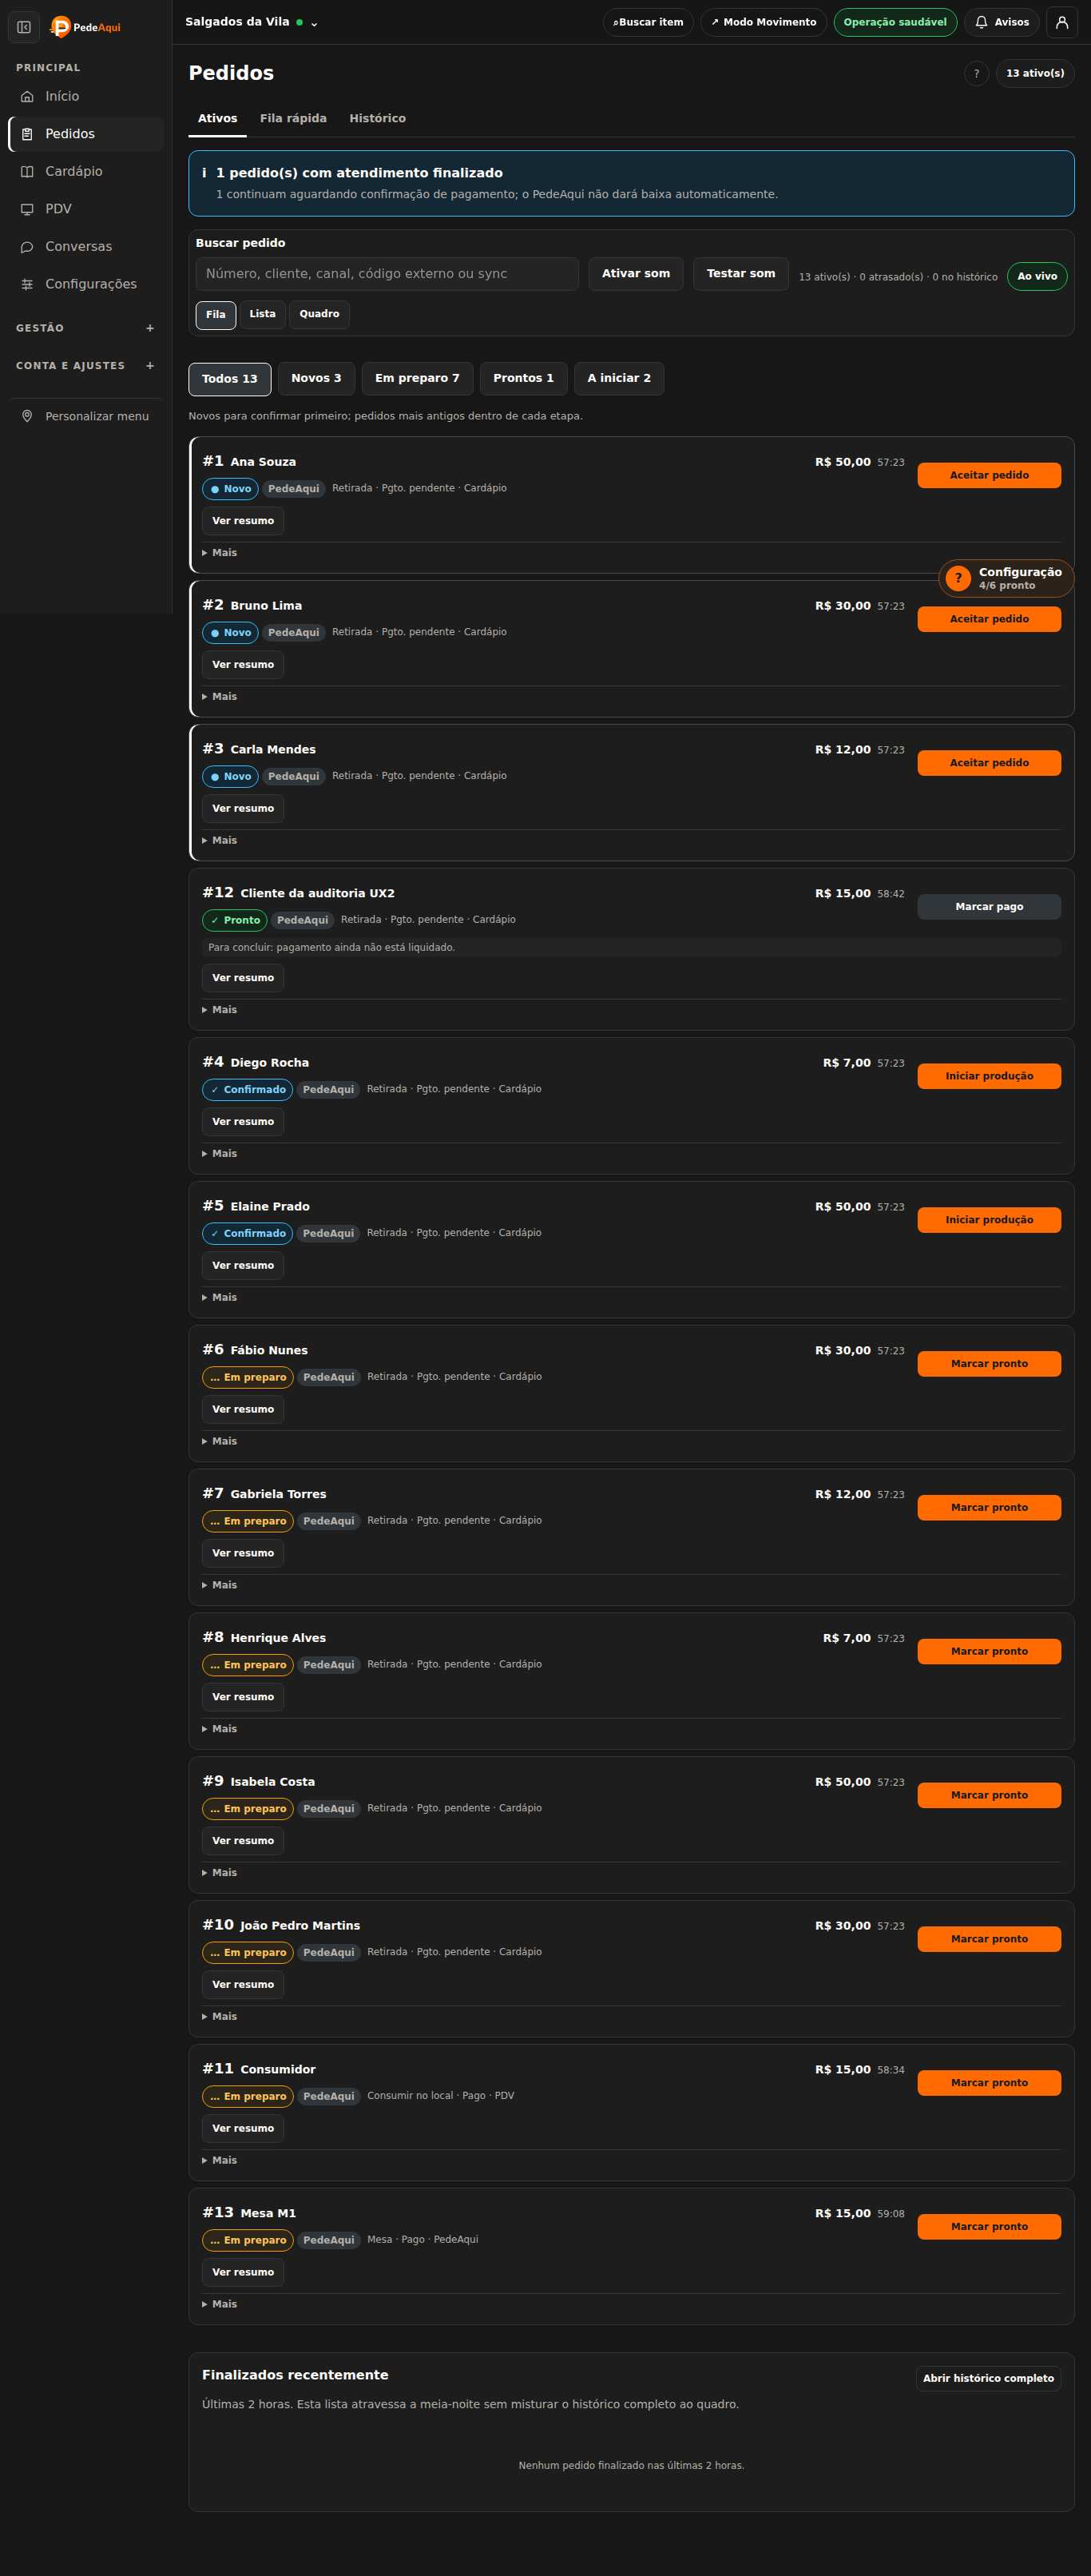 PedeAqui
PRINCIPAL
Início
Pedidos
Cardápio
PDV
Conversas
Configurações
GESTÃO +
CONTA E AJUSTES +
Personalizar menu
Salgados da Vila
Buscar item
↗ Modo Movimento
Operação saudável
Avisos
Pedidos
? 13 ativo(s)
Ativos Fila rápida Histórico
i 1 pedido(s) com atendimento finalizado
1 continuam aguardando confirmação de pagamento; o PedeAqui não dará baixa automaticamente.
Buscar pedido
Número, cliente, canal, código externo ou sync
Ativar som Testar som 13 ativo(s) · 0 atrasado(s) · 0 no histórico Ao vivo
Fila Lista Quadro
Todos 13 Novos 3 Em preparo 7 Prontos 1 A iniciar 2
Novos para confirmar primeiro; pedidos mais antigos dentro de cada etapa.
#1 Ana Souza R$ 50,00 57:23 Aceitar pedido
● Novo PedeAqui Retirada · Pgto. pendente · Cardápio
Ver resumo
▶ Mais
? Configuração
4/6 pronto
#2 Bruno Lima R$ 30,00 57:23 Aceitar pedido
● Novo PedeAqui Retirada · Pgto. pendente · Cardápio
Ver resumo
▶ Mais
#3 Carla Mendes R$ 12,00 57:23 Aceitar pedido
● Novo PedeAqui Retirada · Pgto. pendente · Cardápio
Ver resumo
▶ Mais
#12 Cliente da auditoria UX2 R$ 15,00 58:42 Marcar pago
✓ Pronto PedeAqui Retirada · Pgto. pendente · Cardápio
Para concluir: pagamento ainda não está liquidado.
Ver resumo
▶ Mais
#4 Diego Rocha R$ 7,00 57:23 Iniciar produção
✓ Confirmado PedeAqui Retirada · Pgto. pendente · Cardápio
Ver resumo
▶ Mais
#5 Elaine Prado R$ 50,00 57:23 Iniciar produção
✓ Confirmado PedeAqui Retirada · Pgto. pendente · Cardápio
Ver resumo
▶ Mais
#6 Fábio Nunes R$ 30,00 57:23 Marcar pronto
… Em preparo PedeAqui Retirada · Pgto. pendente · Cardápio
Ver resumo
▶ Mais
#7 Gabriela Torres R$ 12,00 57:23 Marcar pronto
… Em preparo PedeAqui Retirada · Pgto. pendente · Cardápio
Ver resumo
▶ Mais
#8 Henrique Alves R$ 7,00 57:23 Marcar pronto
… Em preparo PedeAqui Retirada · Pgto. pendente · Cardápio
Ver resumo
▶ Mais
#9 Isabela Costa R$ 50,00 57:23 Marcar pronto
… Em preparo PedeAqui Retirada · Pgto. pendente · Cardápio
Ver resumo
▶ Mais
#10 João Pedro Martins R$ 30,00 57:23 Marcar pronto
… Em preparo PedeAqui Retirada · Pgto. pendente · Cardápio
Ver resumo
▶ Mais
#11 Consumidor R$ 15,00 58:34 Marcar pronto
… Em preparo PedeAqui Consumir no local · Pago · PDV
Ver resumo
▶ Mais
#13 Mesa M1 R$ 15,00 59:08 Marcar pronto
… Em preparo PedeAqui Mesa · Pago · PedeAqui
Ver resumo
▶ Mais
Finalizados recentemente Abrir histórico completo
Últimas 2 horas. Esta lista atravessa a meia-noite sem misturar o histórico completo ao quadro.
Nenhum pedido finalizado nas últimas 2 horas.